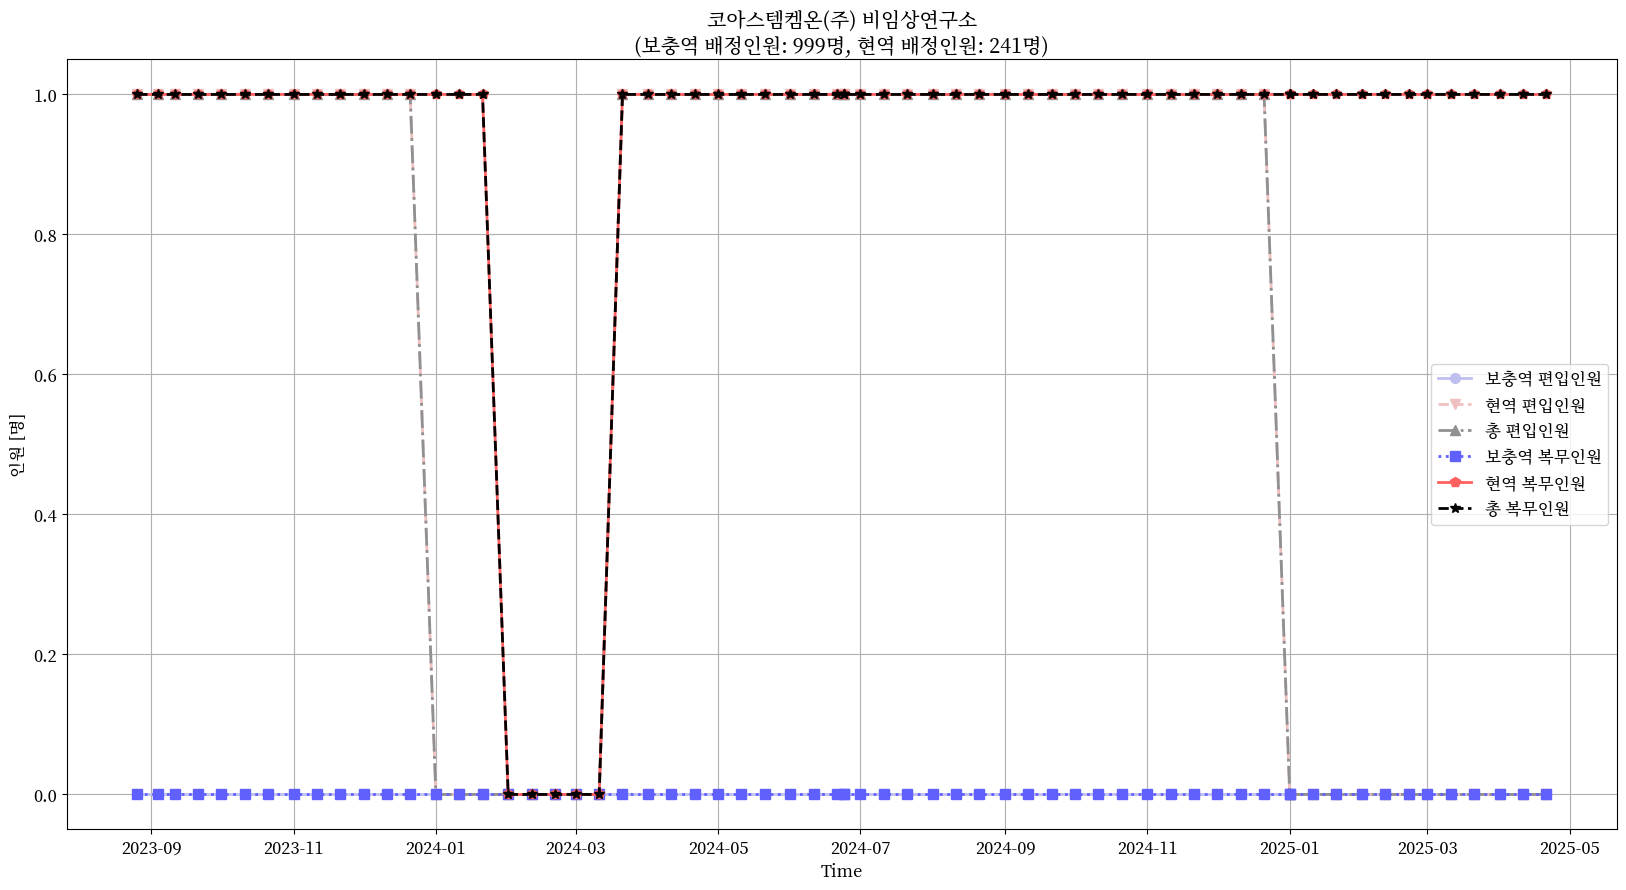 코아스템켐온(주) 비임상연구소
(보충역 배정인원: 999명, 현역 배정인원: 241명)
인원 [명]
1.0
0.8
0.6
0.4
0.2
0.0
보충역 편입인원
현역 편입인원
총 편입인원
보충역 복무인원
현역 복무인원
총 복무인원
2023-09
2023-11
2024-01
2024-03
2024-05
2024-07
2024-09
2024-11
2025-01
2025-03
2025-05
Time